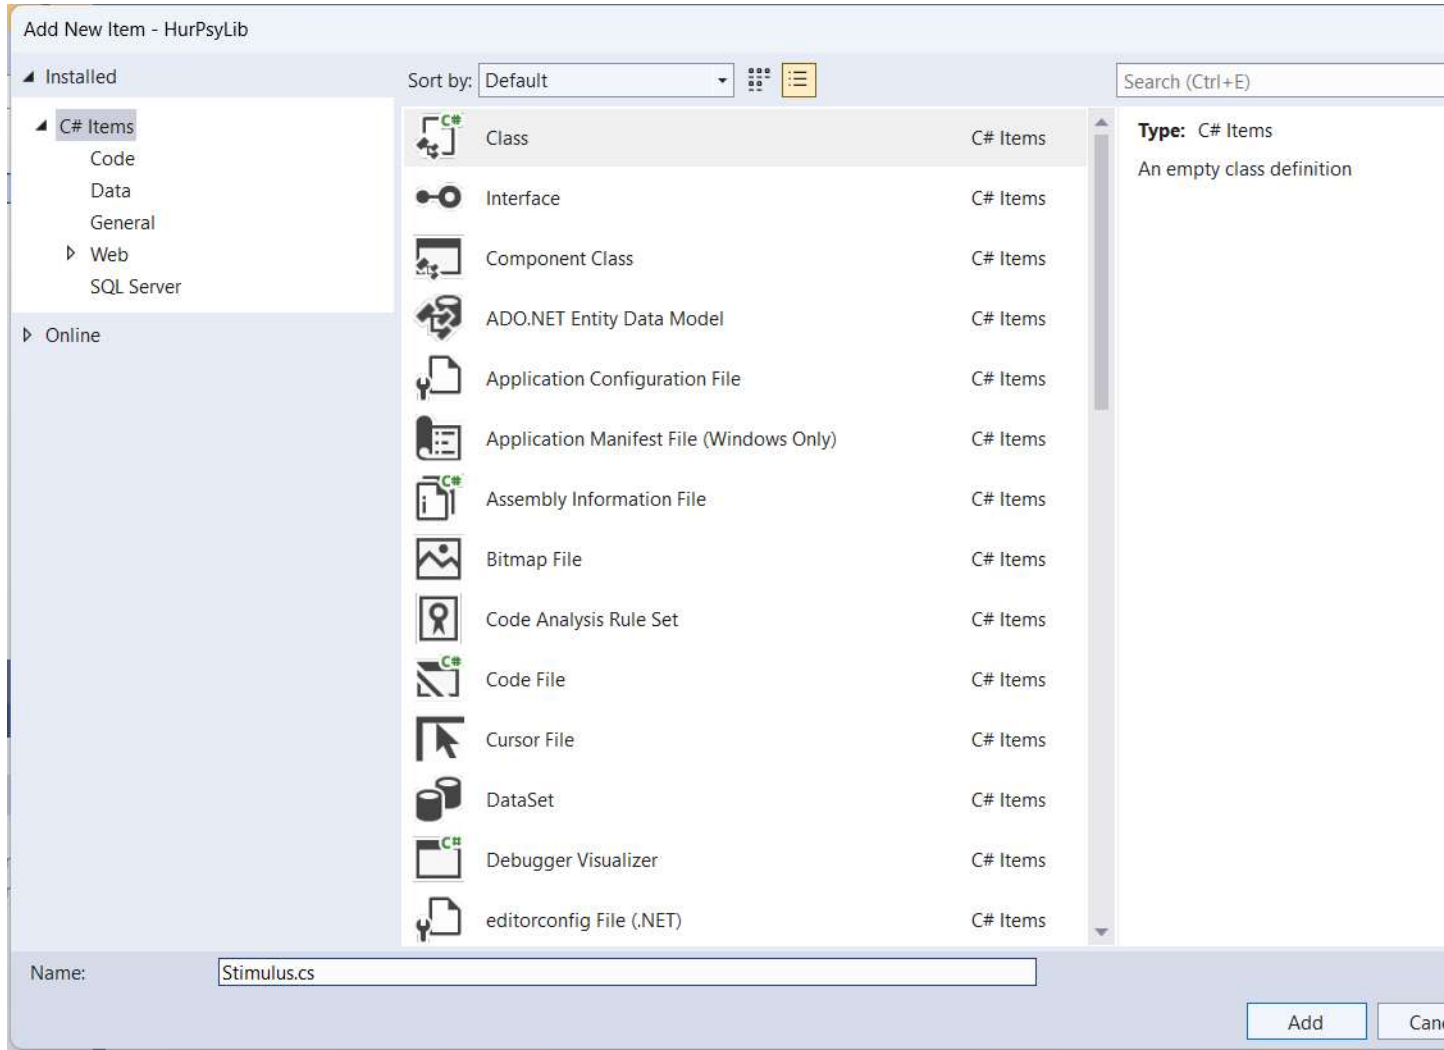 Add New Item - HurPsyLib
Installed
Sort by: Default
Search (Ctrl+E)
C# Items
Code
Data
General
Web
SQL Server
Online
C# Class C# Items
Interface C# Items
Component Class C# Items
ADO.NET Entity Data Model C# Items
Application Configuration File C# Items
Application Manifest File (Windows Only) C# Items
C# Assembly Information File C# Items
Bitmap File C# Items
Code Analysis Rule Set C# Items
C# Code File C# Items
Cursor File C# Items
DataSet C# Items
C# Debugger Visualizer C# Items
editorconfig File (.NET) C# Items
Type: C# Items
An empty class definition
Name: Stimulus.cs
Add Canc